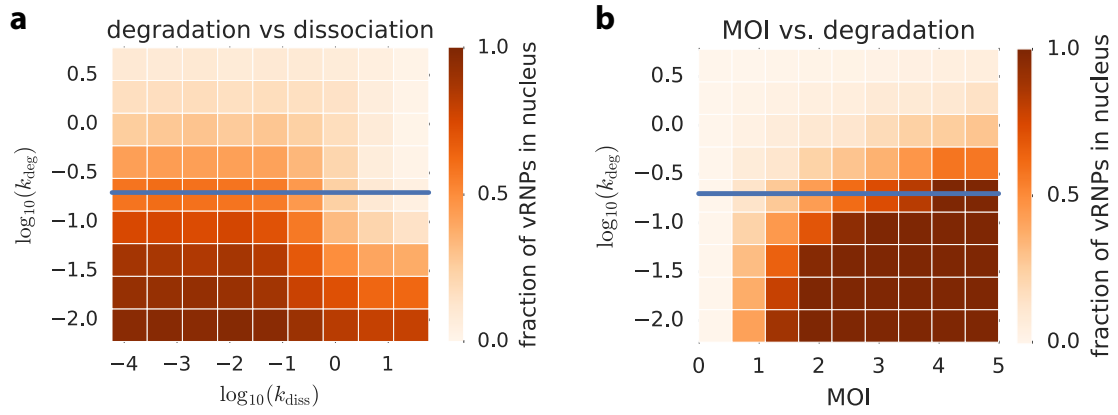 a
degradation vs dissociation
log₁₀(k_deg)
0.5
0.0
−0.5
−1.0
−1.5
−2.0
−4 −3 −2 −1 0 1
log₁₀(k_diss)
1.0
0.5
0.0
fraction of vRNPs in nucleus
b
MOI vs. degradation
log₁₀(k_deg)
0.5
0.0
−0.5
−1.0
−1.5
−2.0
0 1 2 3 4 5
MOI
1.0
0.5
0.0
fraction of vRNPs in nucleus